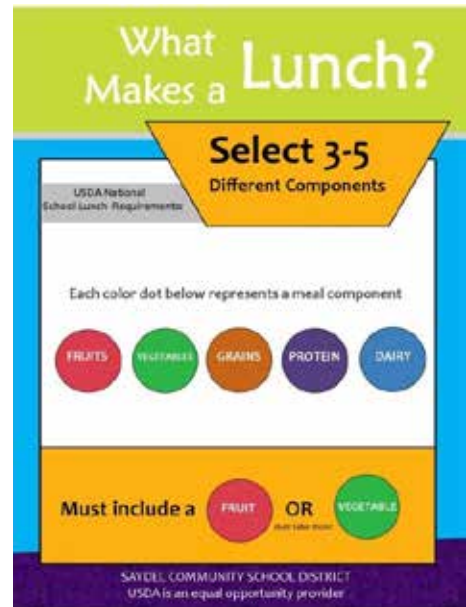 What
Makes a Lunch?
Select 3-5
Different Components
USDA National
School Lunch Requirements
Each color dot below represents a meal component
FRUITS VEGETABLES GRAINS PROTEIN DAIRY
Must include a FRUIT OR VEGETABLE
SAYDEL COMMUNITY SCHOOL DISTRICT
USDA is an equal opportunity provider